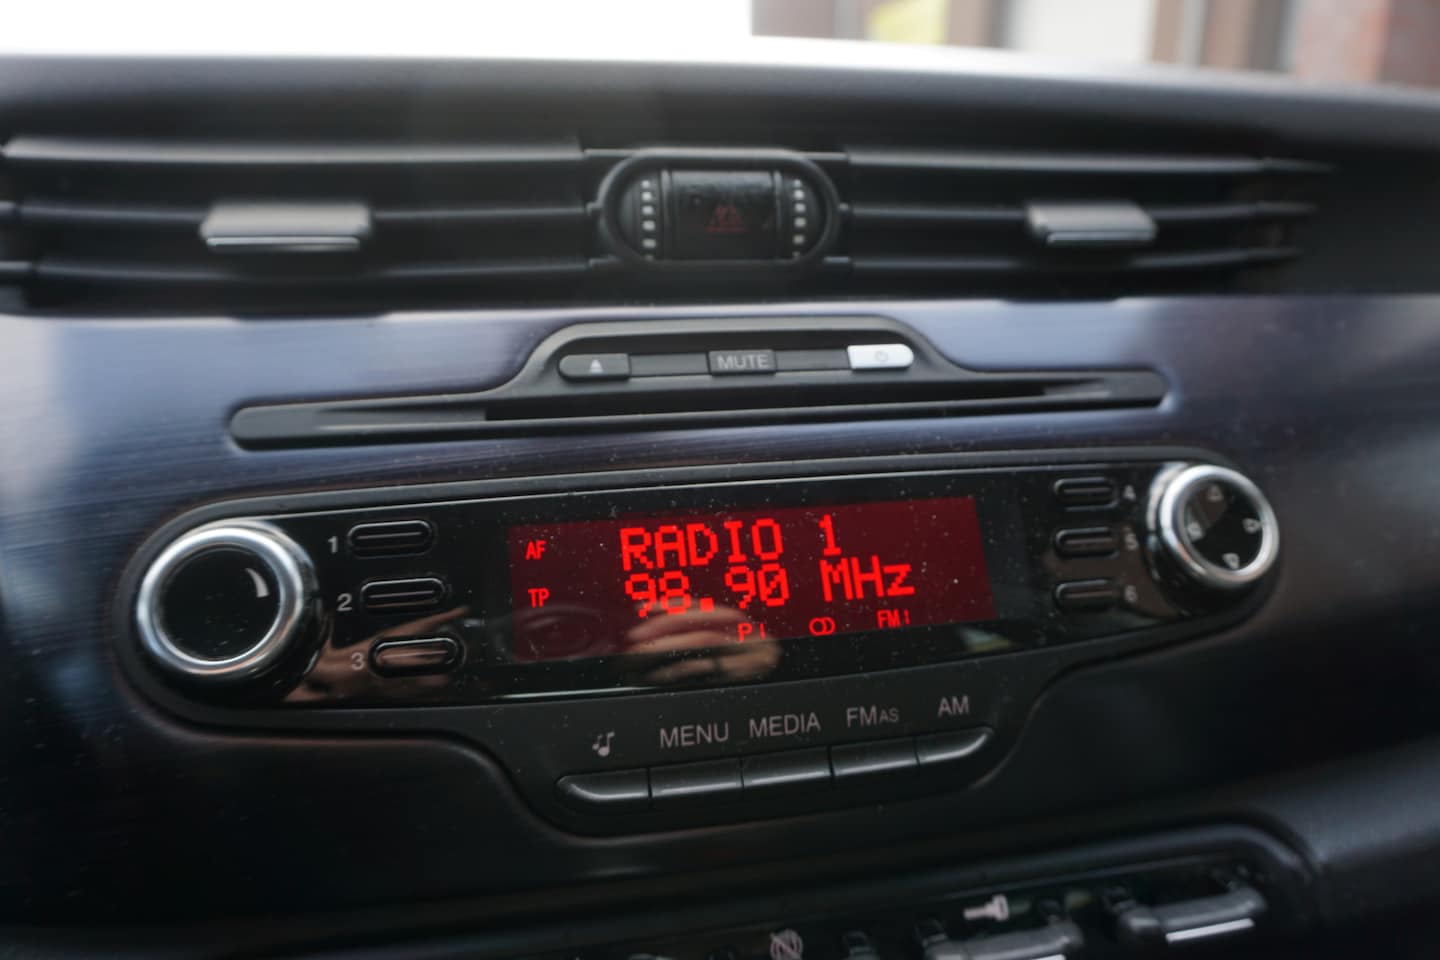 MUTE
1
2
3
4
5
6
AF
RADIO 1
TP
98.90 MHz
P1
FM1
MENU
MEDIA
FMAS
AM